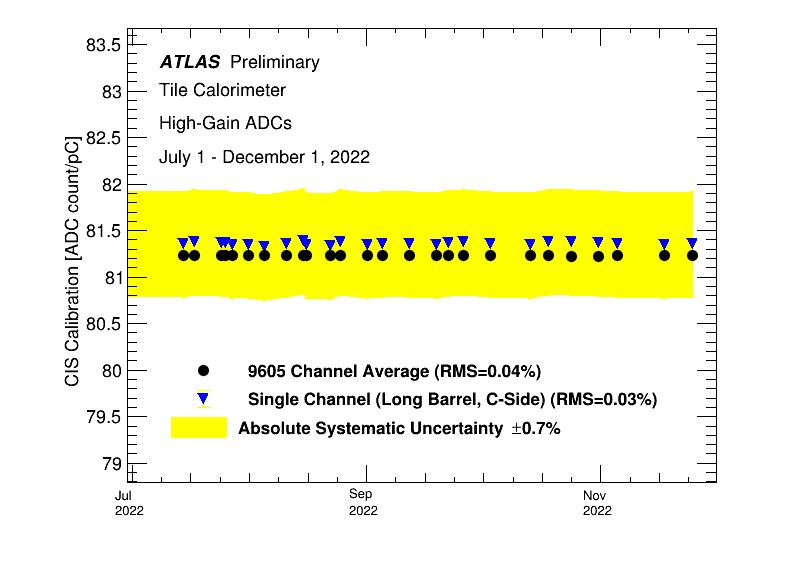 83.5
ATLAS Preliminary
83
Tile Calorimeter
82.5
High-Gain ADCs
July 1 - December 1, 2022
82
81.5
81
80.5
80
79.5
79
CIS Calibration [ADC count/pC]
9605 Channel Average (RMS=0.04%)
Single Channel (Long Barrel, C-Side) (RMS=0.03%)
Absolute Systematic Uncertainty ±0.7%
Jul
2022
Sep
2022
Nov
2022